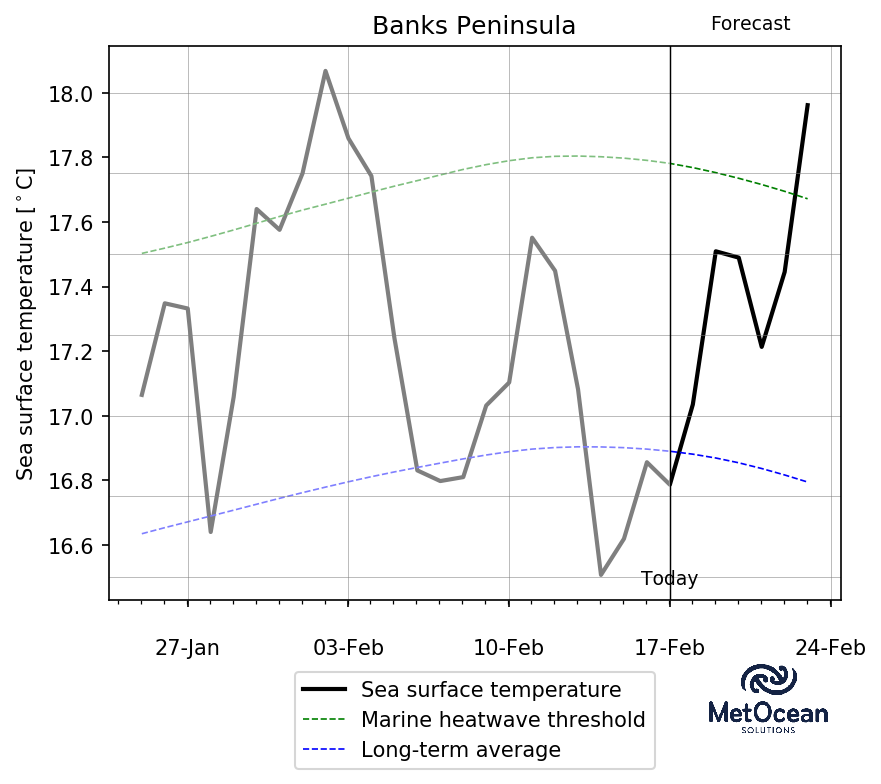 Banks Peninsula
Forecast
Sea surface temperature [°C]
18.0
17.8
17.6
17.4
17.2
17.0
16.8
16.6
Today
27-Jan 03-Feb 10-Feb 17-Feb 24-Feb
Sea surface temperature
Marine heatwave threshold
Long-term average
MetOcean
SOLUTIONS